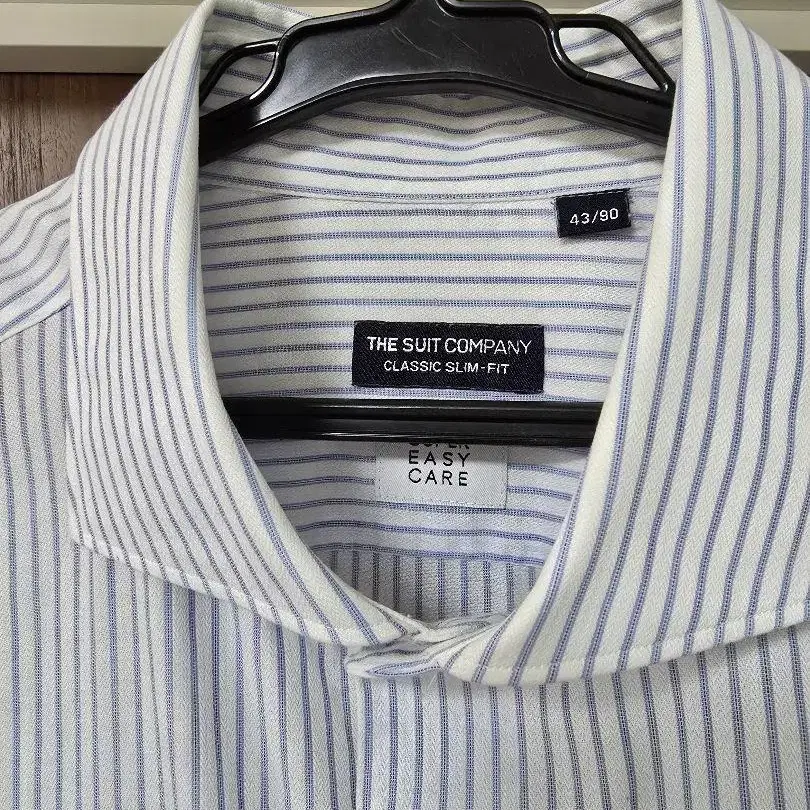 43/90
THE SUIT COMPANY
CLASSIC SLIM-FIT
EASY
CARE